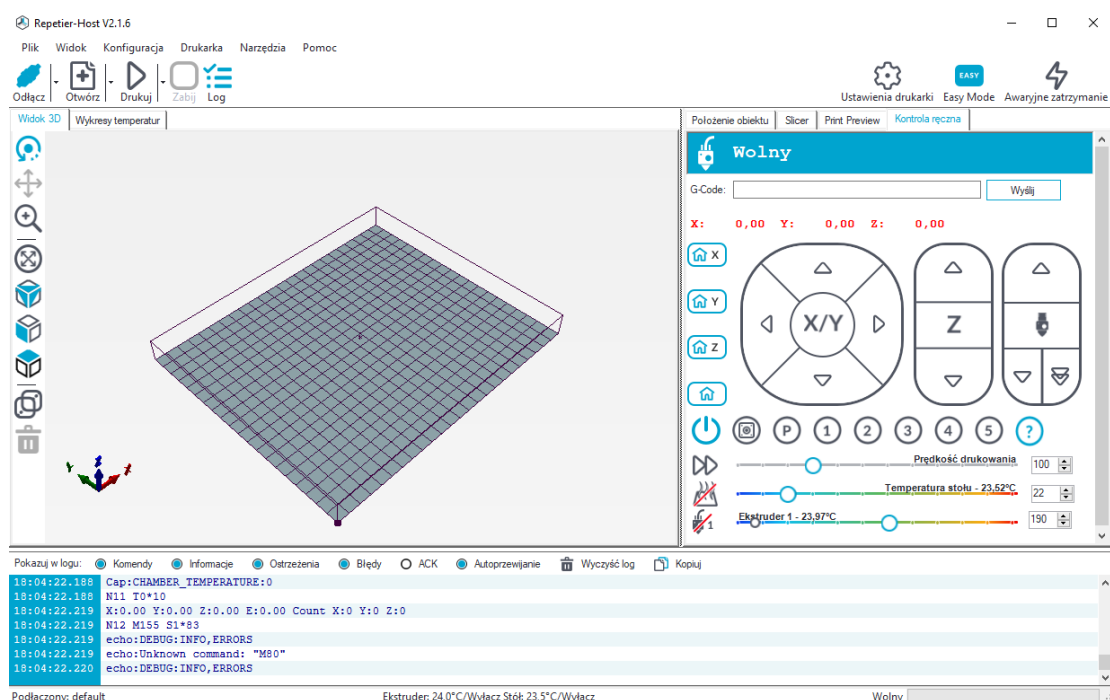 Repetier-Host V2.1.6
Plik Widok Konfiguracja Drukarka Narzędzia Pomoc
Odłącz Otwórz Drukuj Zabij Log
Ustawienia drukarki Easy Mode Awaryjne zatrzymanie
EASY
Widok 3D Wykresy temperatur
Położenie obiektu Slicer Print Preview Kontrola ręczna
Wolny
G-Code: Wyślij
X: 0,00 Y: 0,00 Z: 0,00
X
Y
Z
X/Y
Z
P 1 2 3 4 5 ?
Prędkość drukowania 100
Temperatura stołu - 23,52°C 22
1 Ekstruder 1 - 23,97°C 190
Pokazuj w logu: Komendy Informacje Ostrzeżenia Błędy ACK Autoprzewijanie Wyczyść log Kopiuj
18:04:22.188 Cap:CHAMBER_TEMPERATURE:0
18:04:22.188 N11 T0*10
18:04:22.219 X:0.00 Y:0.00 Z:0.00 E:0.00 Count X:0 Y:0 Z:0
18:04:22.219 N12 M155 S1*83
18:04:22.219 echo:DEBUG:INFO,ERRORS
18:04:22.219 echo:Unknown command: "M80"
18:04:22.220 echo:DEBUG:INFO,ERRORS
Podłączony: default Ekstruder: 24,0°C/Wyłącz Stół: 23,5°C/Wyłącz Wolny